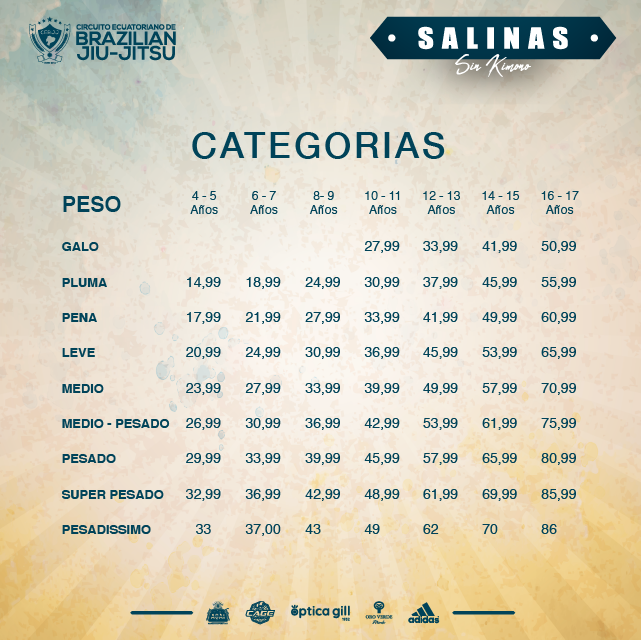 CIRCUITO ECUATORIANO DE
BRAZILIAN
JIU-JITSU
SALINAS
Sin Kimono
CATEGORIAS
PESO 4 - 5 Años 6 - 7 Años 8- 9 Años 10 - 11 Años 12 - 13 Años 14 - 15 Años 16 - 17 Años
GALO 27,99 33,99 41,99 50,99
PLUMA 14,99 18,99 24,99 30,99 37,99 45,99 55,99
PENA 17,99 21,99 27,99 33,99 41,99 49,99 60,99
LEVE 20,99 24,99 30,99 36,99 45,99 53,99 65,99
MEDIO 23,99 27,99 33,99 39,99 49,99 57,99 70,99
MEDIO - PESADO 26,99 30,99 36,99 42,99 53,99 61,99 75,99
PESADO 29,99 33,99 39,99 45,99 57,99 65,99 80,99
SUPER PESADO 32,99 36,99 42,99 48,99 61,99 69,99 85,99
PESADISSIMO 33 37,00 43 49 62 70 86
CAGE
óptica gill
ORO VERDE
adidas